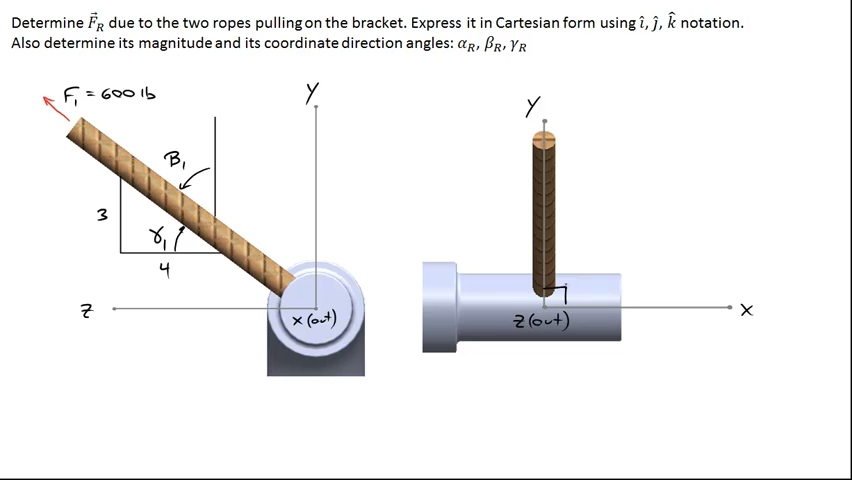 Determine F⃗R due to the two ropes pulling on the bracket. Express it in Cartesian form using î, ĵ, k̂ notation.
Also determine its magnitude and its coordinate direction angles: αR, βR, γR
F1 = 600 lb
Y
Y
B1
3
γ1
4
Z
X (out)
Z (out)
X